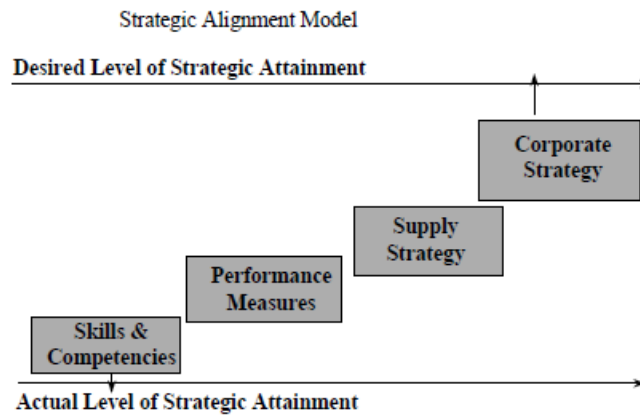 Strategic Alignment Model
Desired Level of Strategic Attainment
Corporate
Strategy
Supply
Strategy
Performance
Measures
Skills &
Competencies
Actual Level of Strategic Attainment